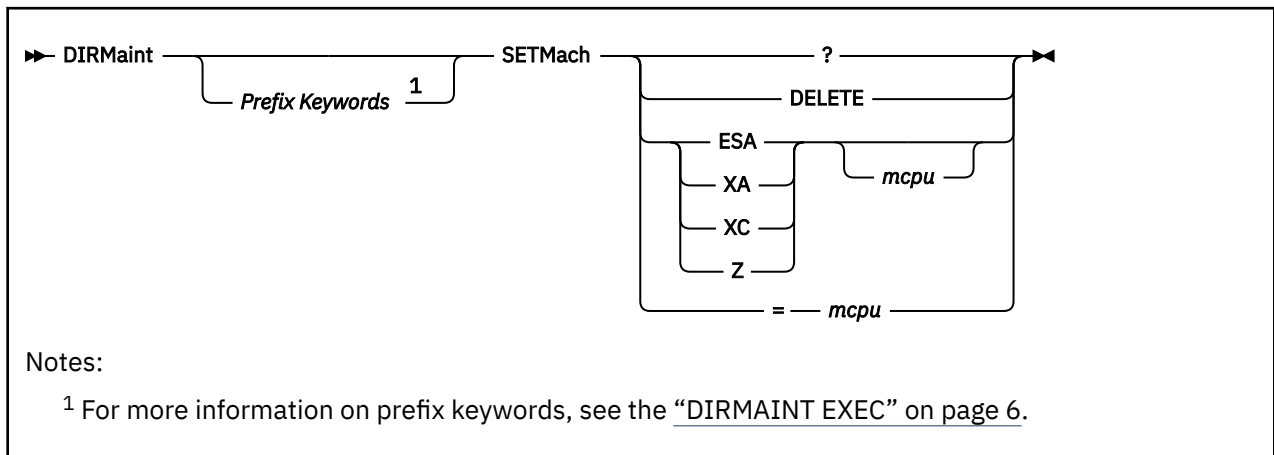 DIRMaint SETMach ?
Prefix Keywords 1
DELETE
ESA
mcpu
XA
XC
Z
= mcpu
Notes:
1 For more information on prefix keywords, see the “DIRMAINT EXEC” on page 6.